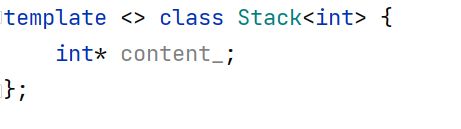 template <> class Stack<int> {
    int* content_;
};